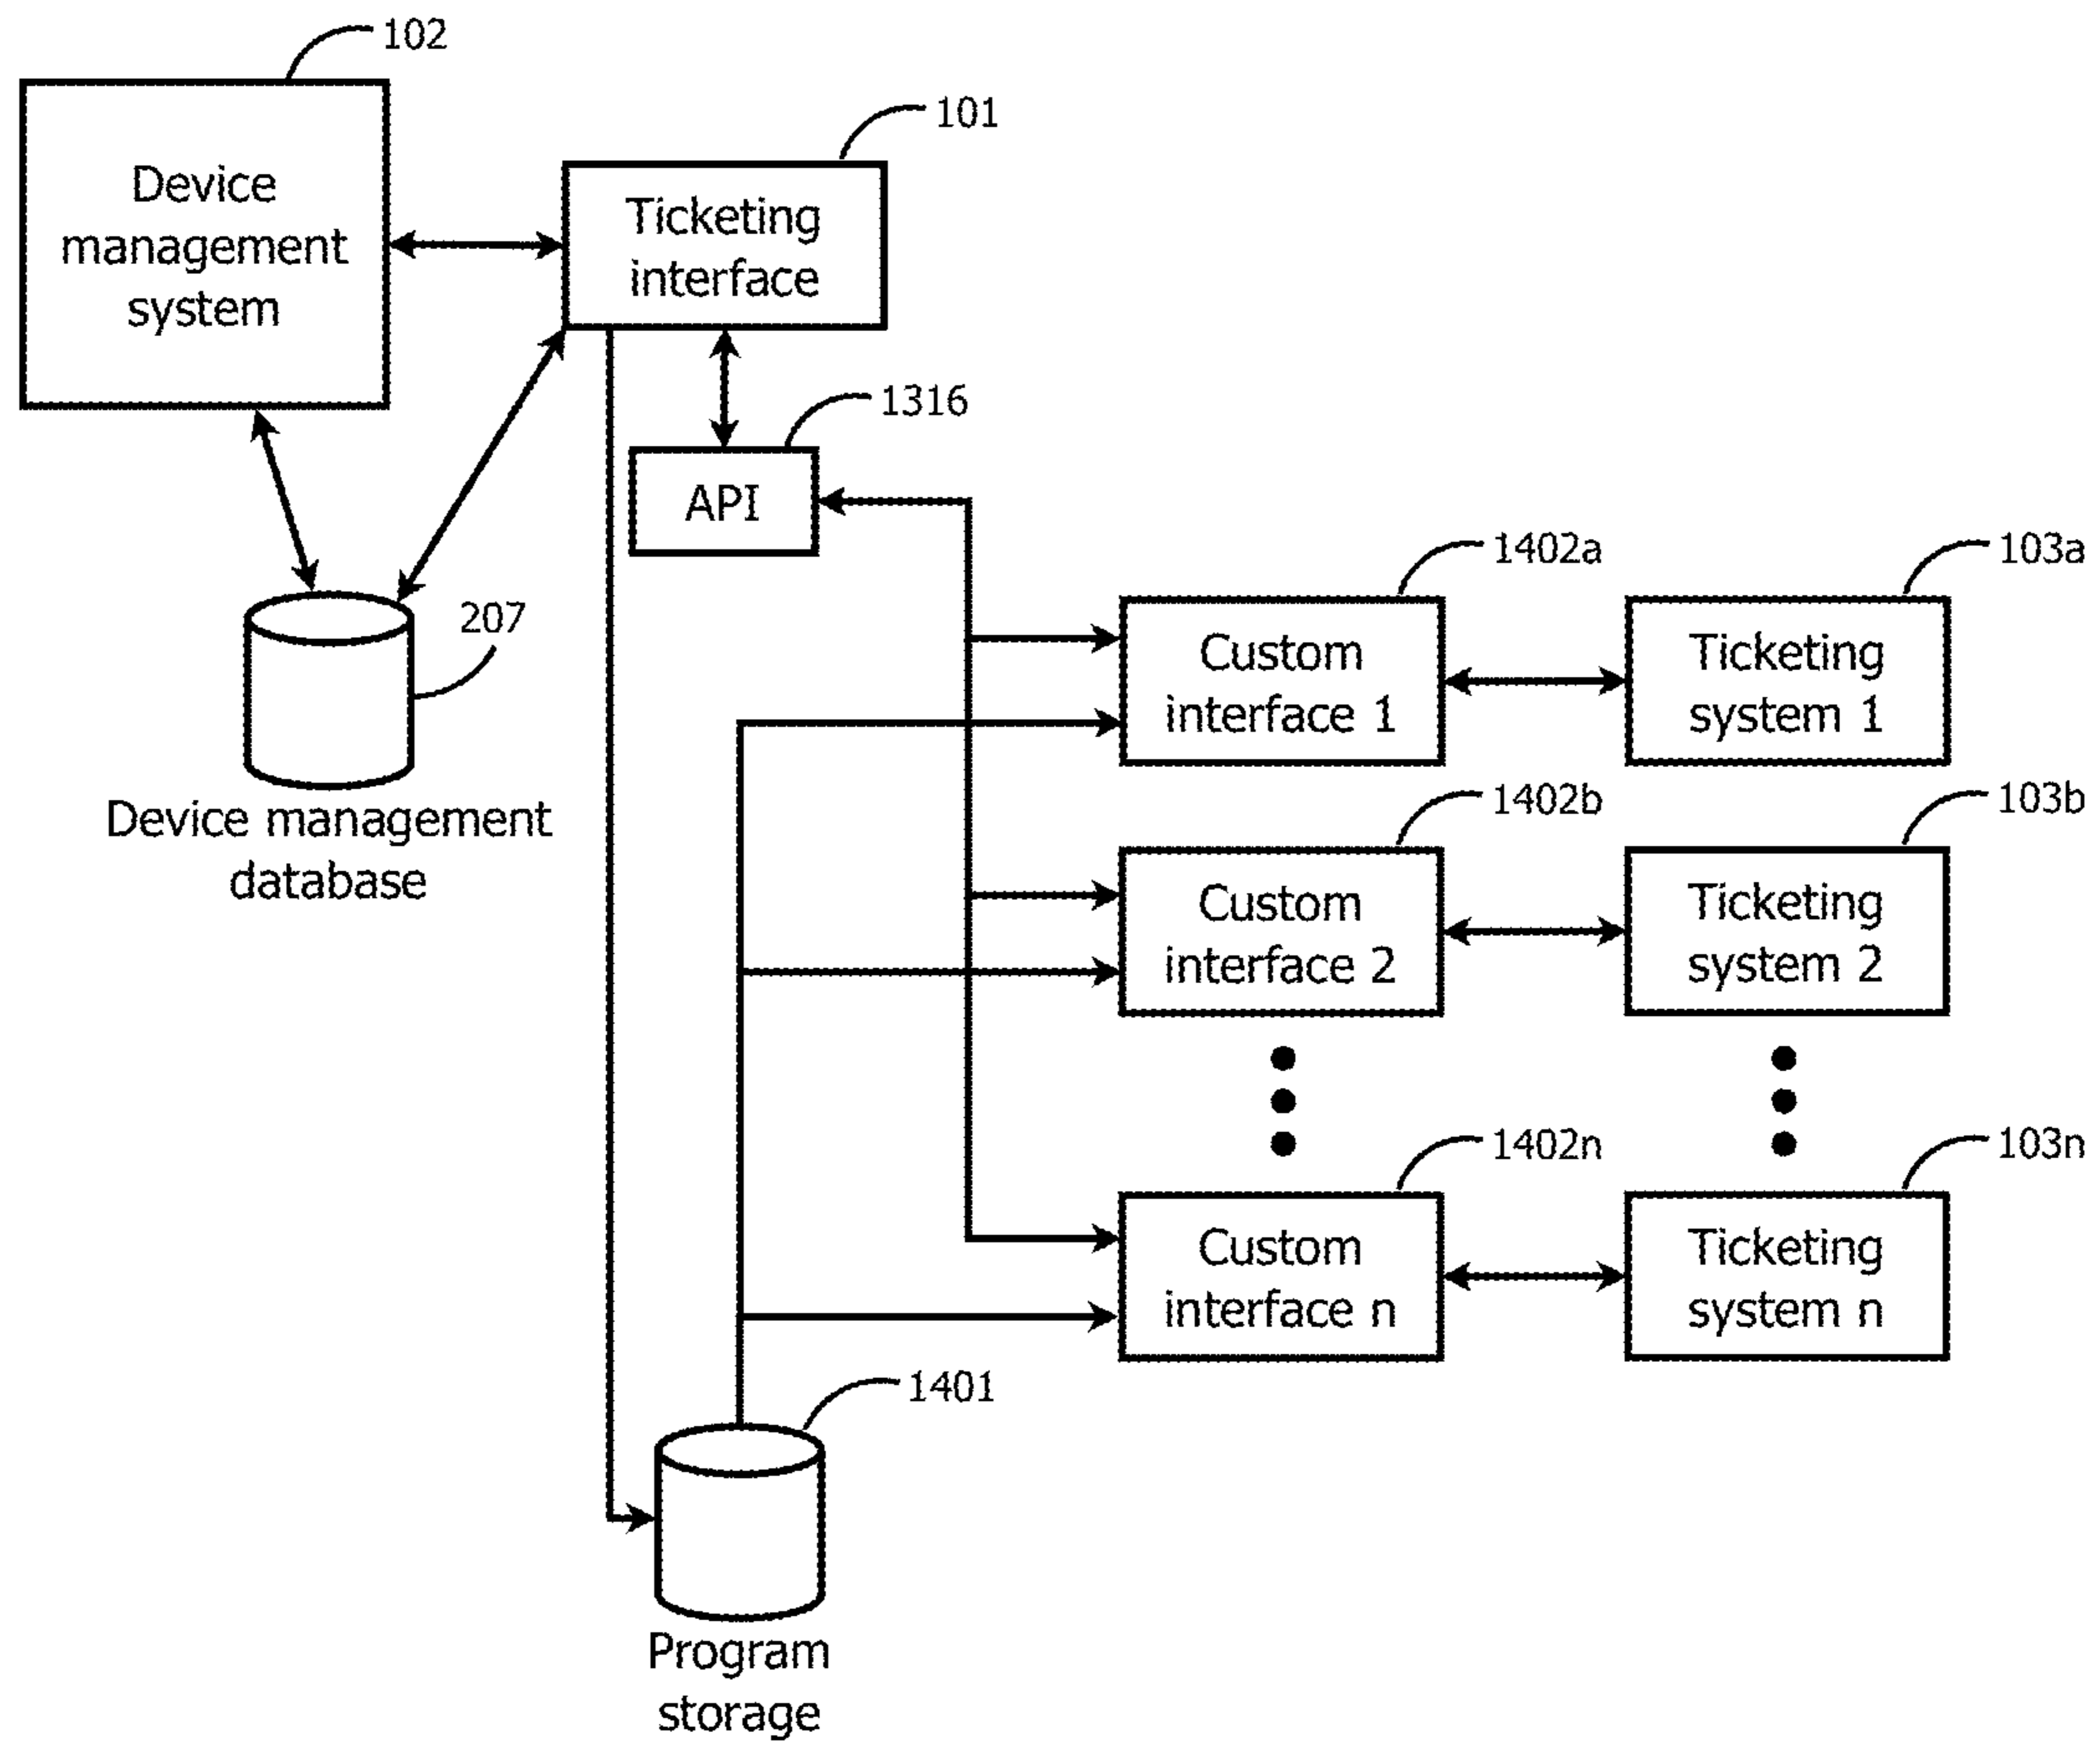 102
101
Device
management
system
Ticketing
interface
1316
API
207
Device management
database
1402a
103a
Custom
interface 1
Ticketing
system 1
1402b
103b
Custom
interface 2
Ticketing
system 2
1402n
103n
Custom
interface n
Ticketing
system n
1401
Program
storage